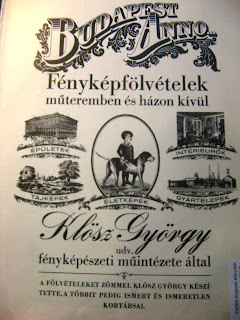 BUDAPEST
ANNO...
Fényképfölvételek
műteremben és házon kívül
ÉPÜLETEK
INTERIEURÖK
TÁJKÉPEK
ÉLETKÉPEK
GYÁRTELEPEK
Klösz György
udv.
fényképészeti műintézete által
A FÖLVÉTELEKET ZÖMMEL KLÖSZ GYÖRGY KÉSZÍ-
TETTE, A TÖBBIT PEDIG ISMERT ÉS ISMERETLEN
KORTÁRSAI